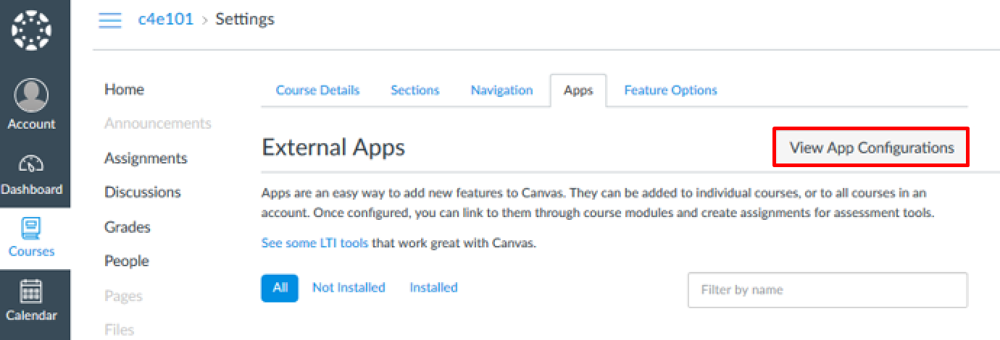 c4e101 > Settings
Account
Dashboard
Courses
Calendar
Home
Announcements
Assignments
Discussions
Grades
People
Pages
Files
Course Details Sections Navigation Apps Feature Options
External Apps
View App Configurations
Apps are an easy way to add new features to Canvas. They can be added to individual courses, or to all courses in an
account. Once configured, you can link to them through course modules and create assignments for assessment tools.
See some LTI tools that work great with Canvas.
All Not Installed Installed
Filter by name